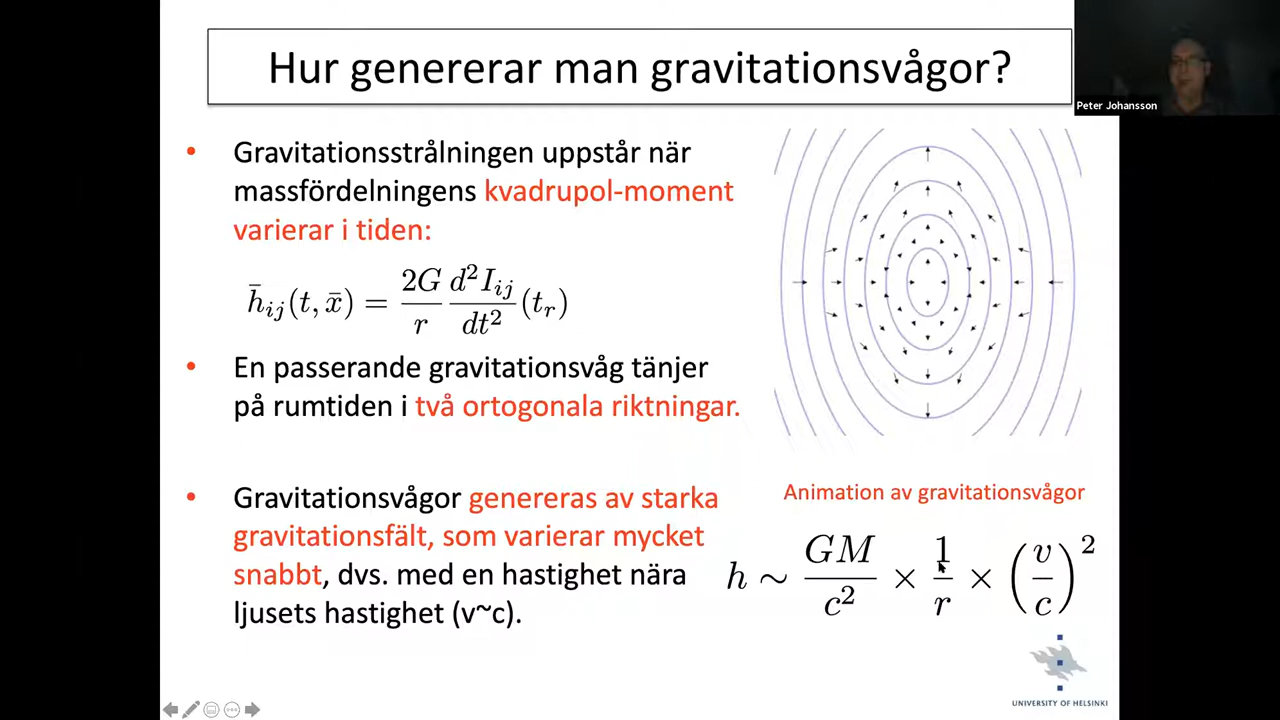 Hur genererar man gravitationsvågor?
Peter Johansson
• Gravitationsstrålningen uppstår när
massfördelningens kvadrupol-moment
varierar i tiden:
h̄ᵢⱼ(t, x̄) = 2G/r d²Iᵢⱼ/dt² (tᵣ)
• En passerande gravitationsvåg tänjer
på rumtiden i två ortogonala riktningar.
• Gravitationsvågor genereras av starka
gravitationsfält, som varierar mycket
snabbt, dvs. med en hastighet nära
ljusets hastighet (v~c).
Animation av gravitationsvågor
h ∼ GM/c² × 1/r × (v/c)²
UNIVERSITY OF HELSINKI